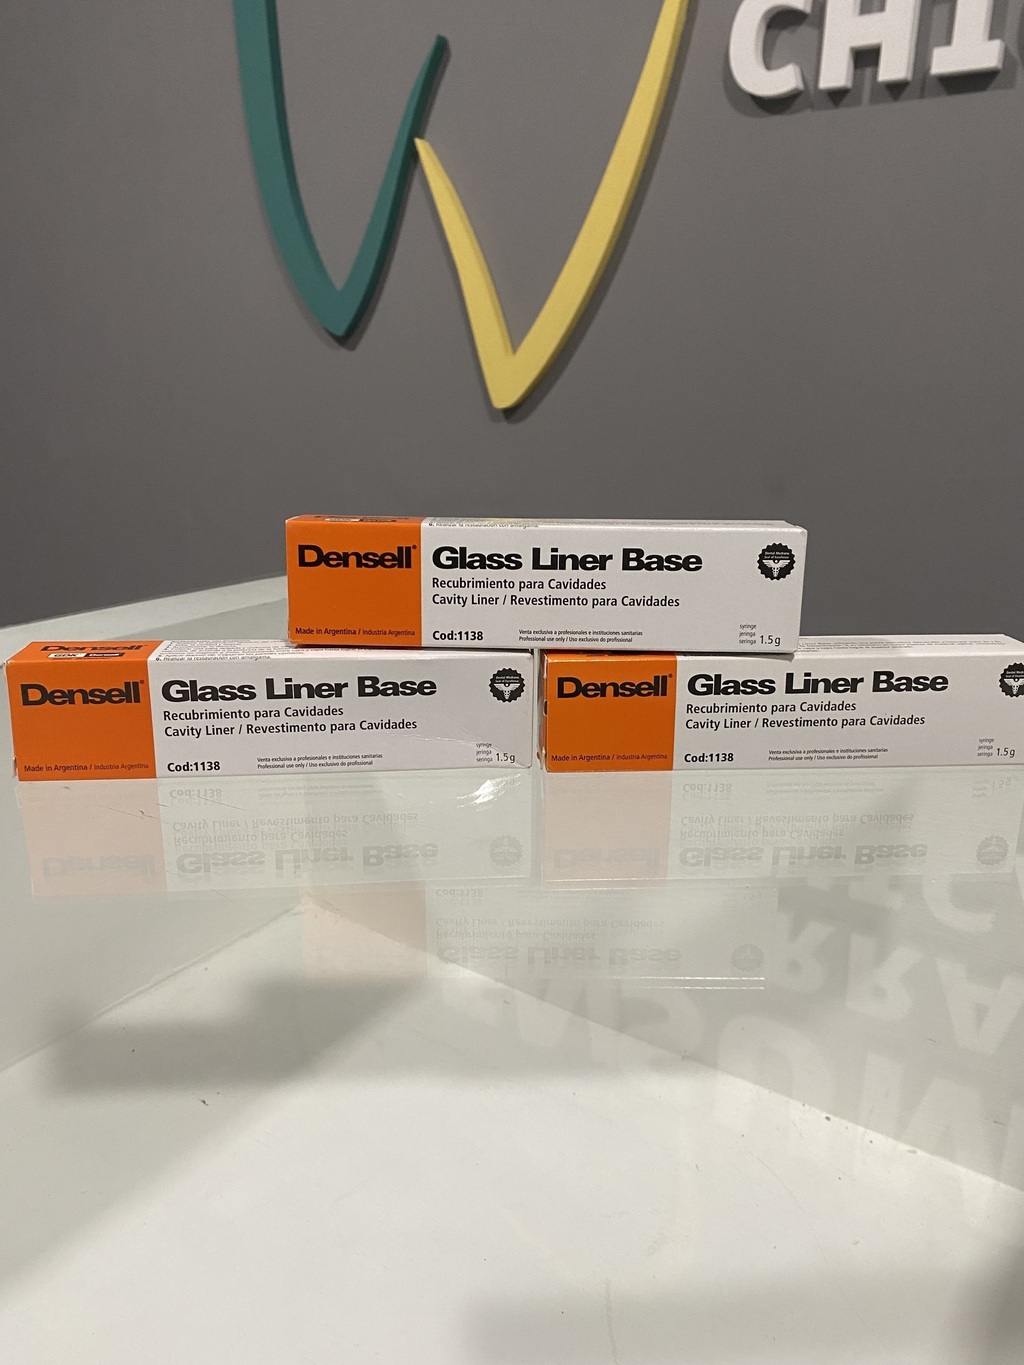 CHI
Densell®
Glass Liner Base
Recubrimiento para Cavidades
Cavity Liner / Revestimento para Cavidades
Made in Argentina / Industria Argentina
Cod:1138
Venta exclusiva a profesionales e instituciones sanitarias
Professional use only / Uso exclusivo do profissional
syringe
jeringa
seringa 1.5 g
Densell
Densell®
Glass Liner Base
Recubrimiento para Cavidades
Cavity Liner / Revestimento para Cavidades
Made in Argentina / Industria Argentina
Cod:1138
Venta exclusiva a profesionales e instituciones sanitarias
Professional use only / Uso exclusivo do profissional
syringe
jeringa
seringa 1.5 g
Densell®
Glass Liner Base
Recubrimiento para Cavidades
Cavity Liner / Revestimento para Cavidades
Made in Argentina / Industria Argentina
Cod:1138
Venta exclusiva a profesionales e instituciones sanitarias
Professional use only / Uso exclusivo do profissional
syringe
jeringa
seringa 1.5 g